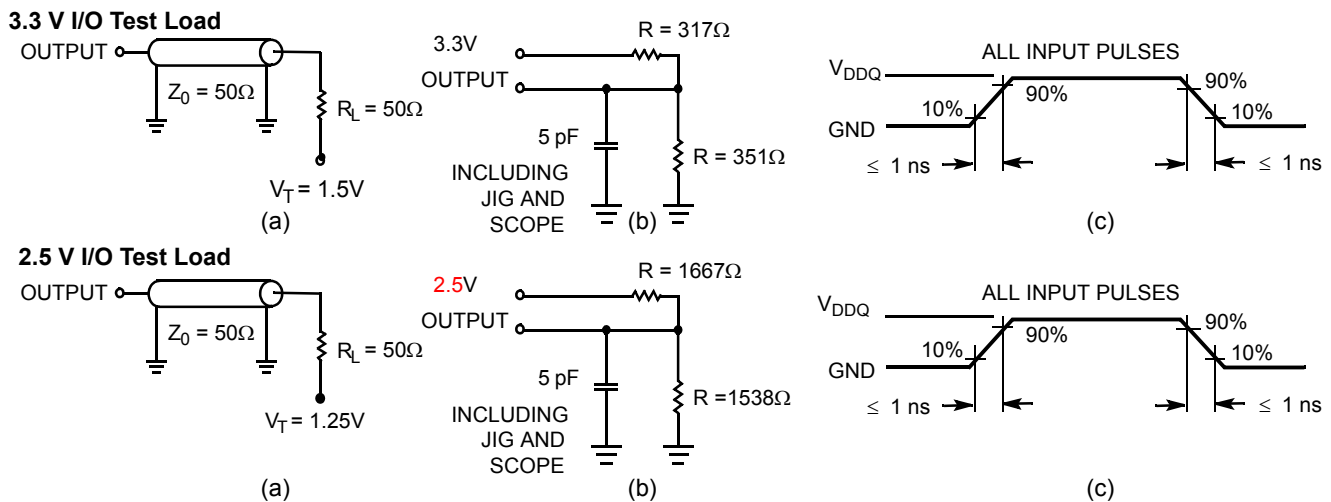 3.3 V I/O Test Load
OUTPUT
Z0 = 50Ω
RL = 50Ω
VT = 1.5V
(a)
3.3V
OUTPUT
R = 317Ω
5 pF
R = 351Ω
INCLUDING
JIG AND
SCOPE
(b)
ALL INPUT PULSES
VDDQ
GND
10%
90%
90%
10%
≤ 1 ns
≤ 1 ns
(c)
2.5 V I/O Test Load
OUTPUT
Z0 = 50Ω
RL = 50Ω
VT = 1.25V
(a)
2.5V
OUTPUT
R = 1667Ω
5 pF
R =1538Ω
INCLUDING
JIG AND
SCOPE
(b)
ALL INPUT PULSES
VDDQ
GND
10%
90%
90%
10%
≤ 1 ns
≤ 1 ns
(c)